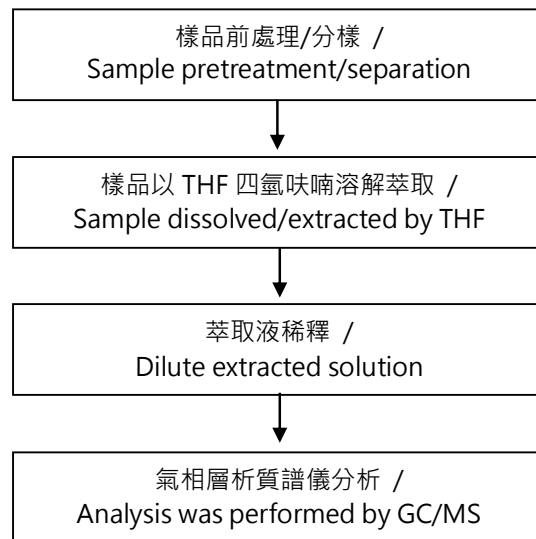 樣品前處理/分樣 /
Sample pretreatment/separation
樣品以 THF 四氫呋喃溶解萃取 /
Sample dissolved/extracted by THF
萃取液稀釋 /
Dilute extracted solution
氣相層析質譜儀分析 /
Analysis was performed by GC/MS